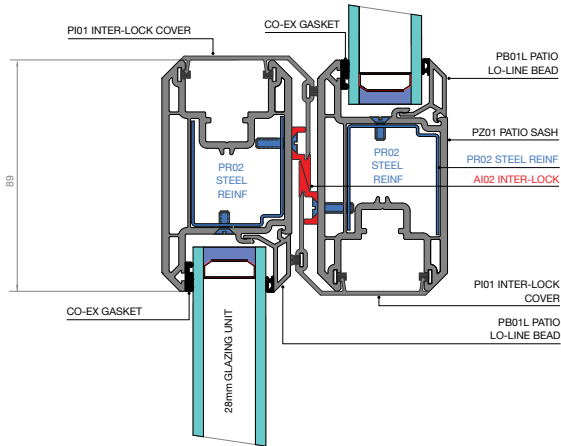 CO-EX GASKET
PI01 INTER-LOCK COVER
PB01L PATIO
LO-LINE BEAD
PZ01 PATIO SASH
PR02 STEEL REINF
AI02 INTER-LOCK
PR02
STEEL
REINF
PR02
STEEL
REINF
89
PI01 INTER-LOCK
COVER
CO-EX GASKET
PB01L PATIO
LO-LINE BEAD
28mm GLAZING UNIT